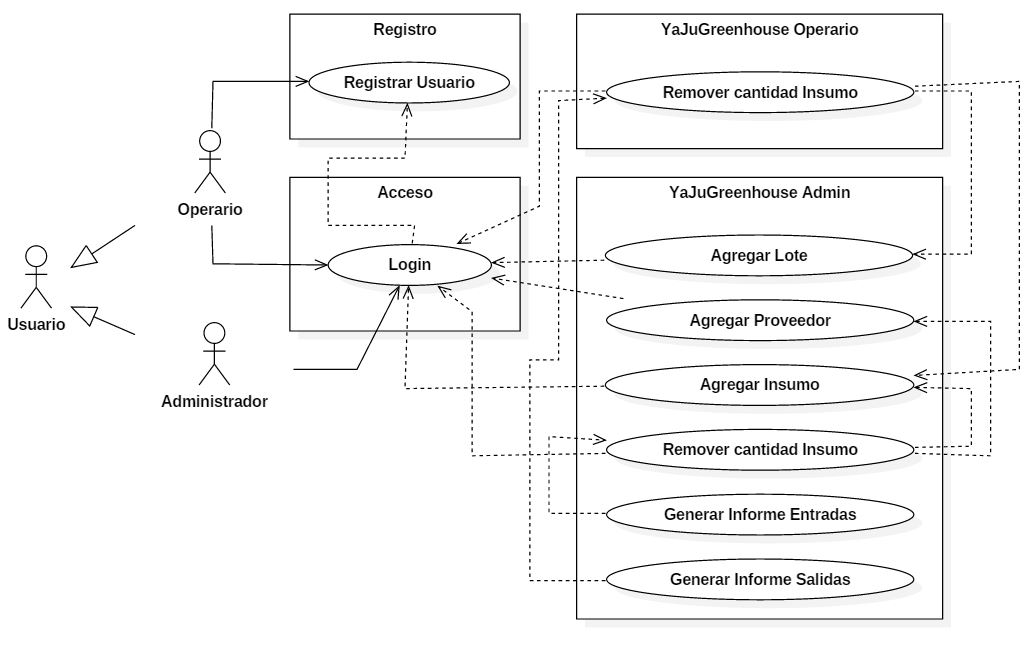 Registro
Registrar Usuario
YaJuGreenhouse Operario
Remover cantidad Insumo
Operario
Acceso
Login
YaJuGreenhouse Admin
Agregar Lote
Agregar Proveedor
Agregar Insumo
Remover cantidad Insumo
Generar Informe Entradas
Generar Informe Salidas
Usuario
Administrador